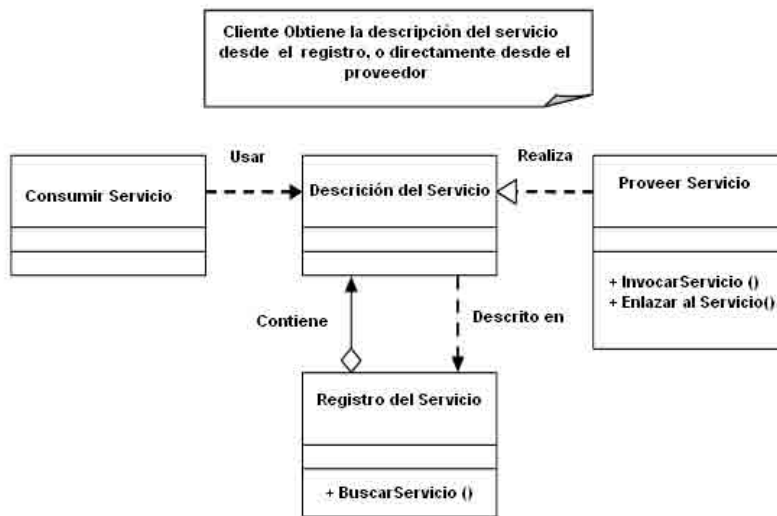 Cliente Obtiene la descripción del servicio
desde el registro, o directamente desde el
proveedor
Usar
Realiza
Consumir Servicio
Descrición del Servicio
Proveer Servicio
+ InvocarServicio ()
+ Enlazar al Servicio()
Contiene
Descrito en
Registro del Servicio
+ BuscarServicio ()